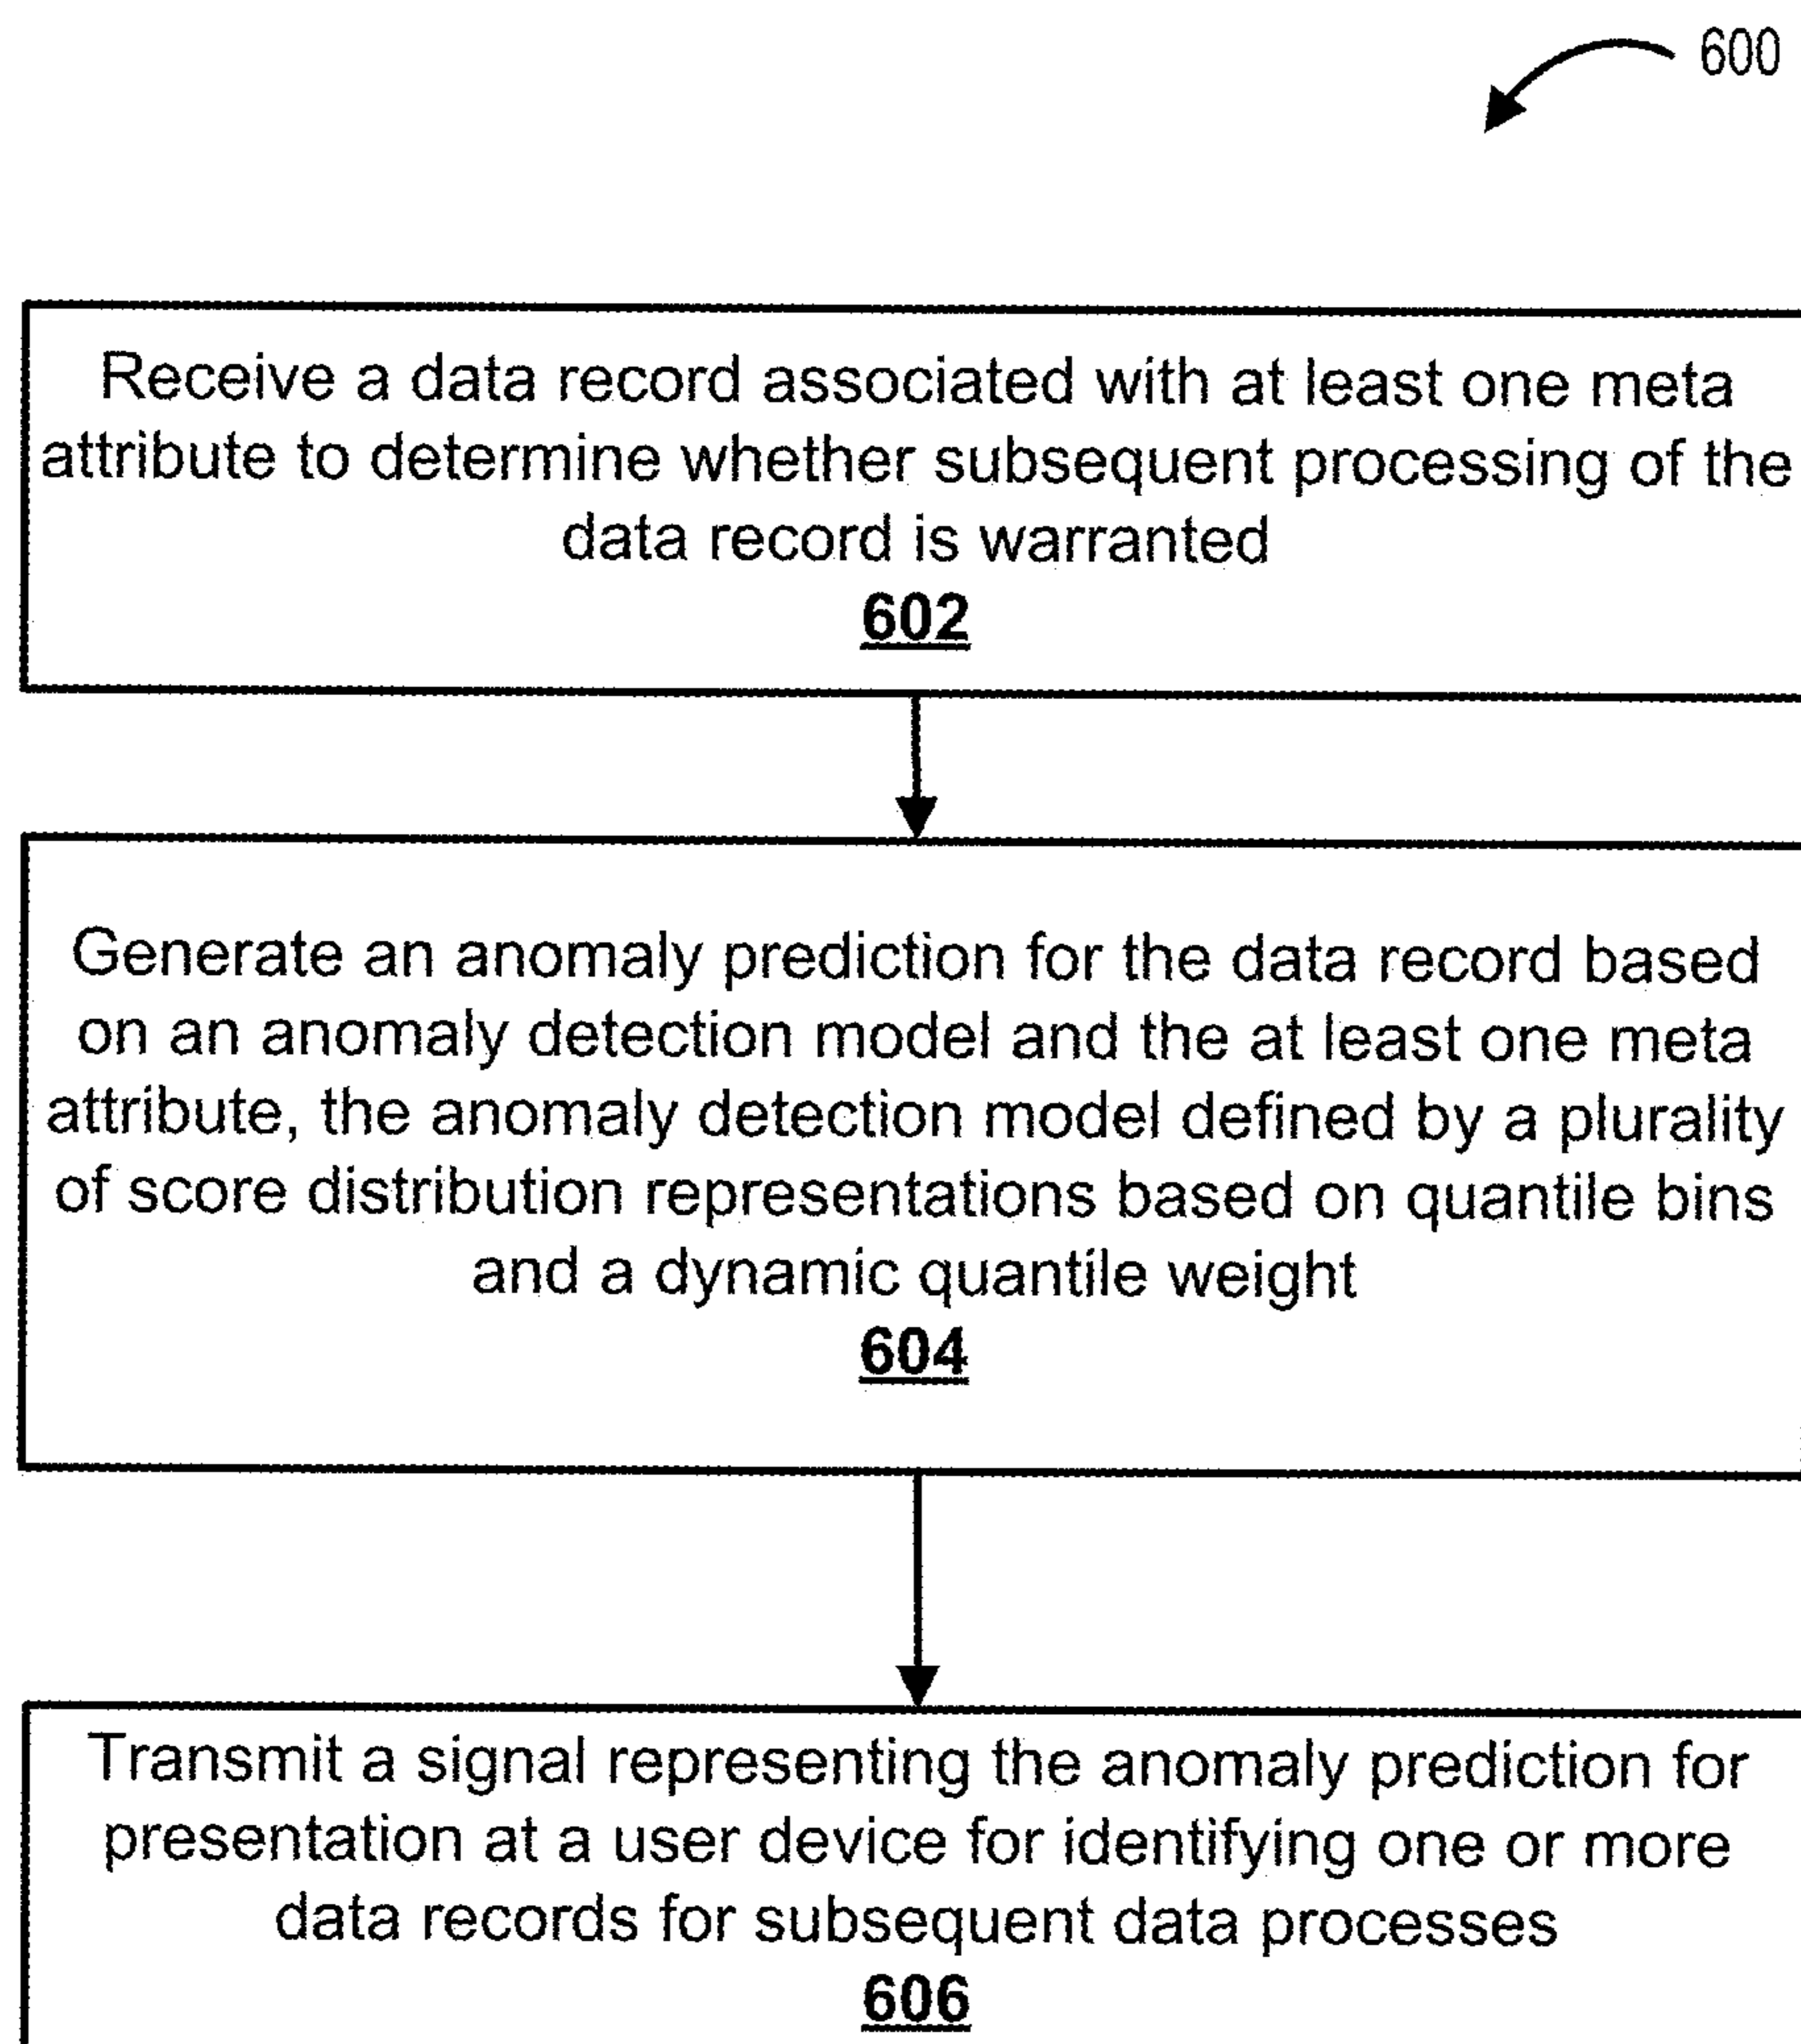 600
Receive a data record associated with at least one meta
attribute to determine whether subsequent processing of the
data record is warranted
602
Generate an anomaly prediction for the data record based
on an anomaly detection model and the at least one meta
attribute, the anomaly detection model defined by a plurality
of score distribution representations based on quantile bins
and a dynamic quantile weight
604
Transmit a signal representing the anomaly prediction for
presentation at a user device for identifying one or more
data records for subsequent data processes
606